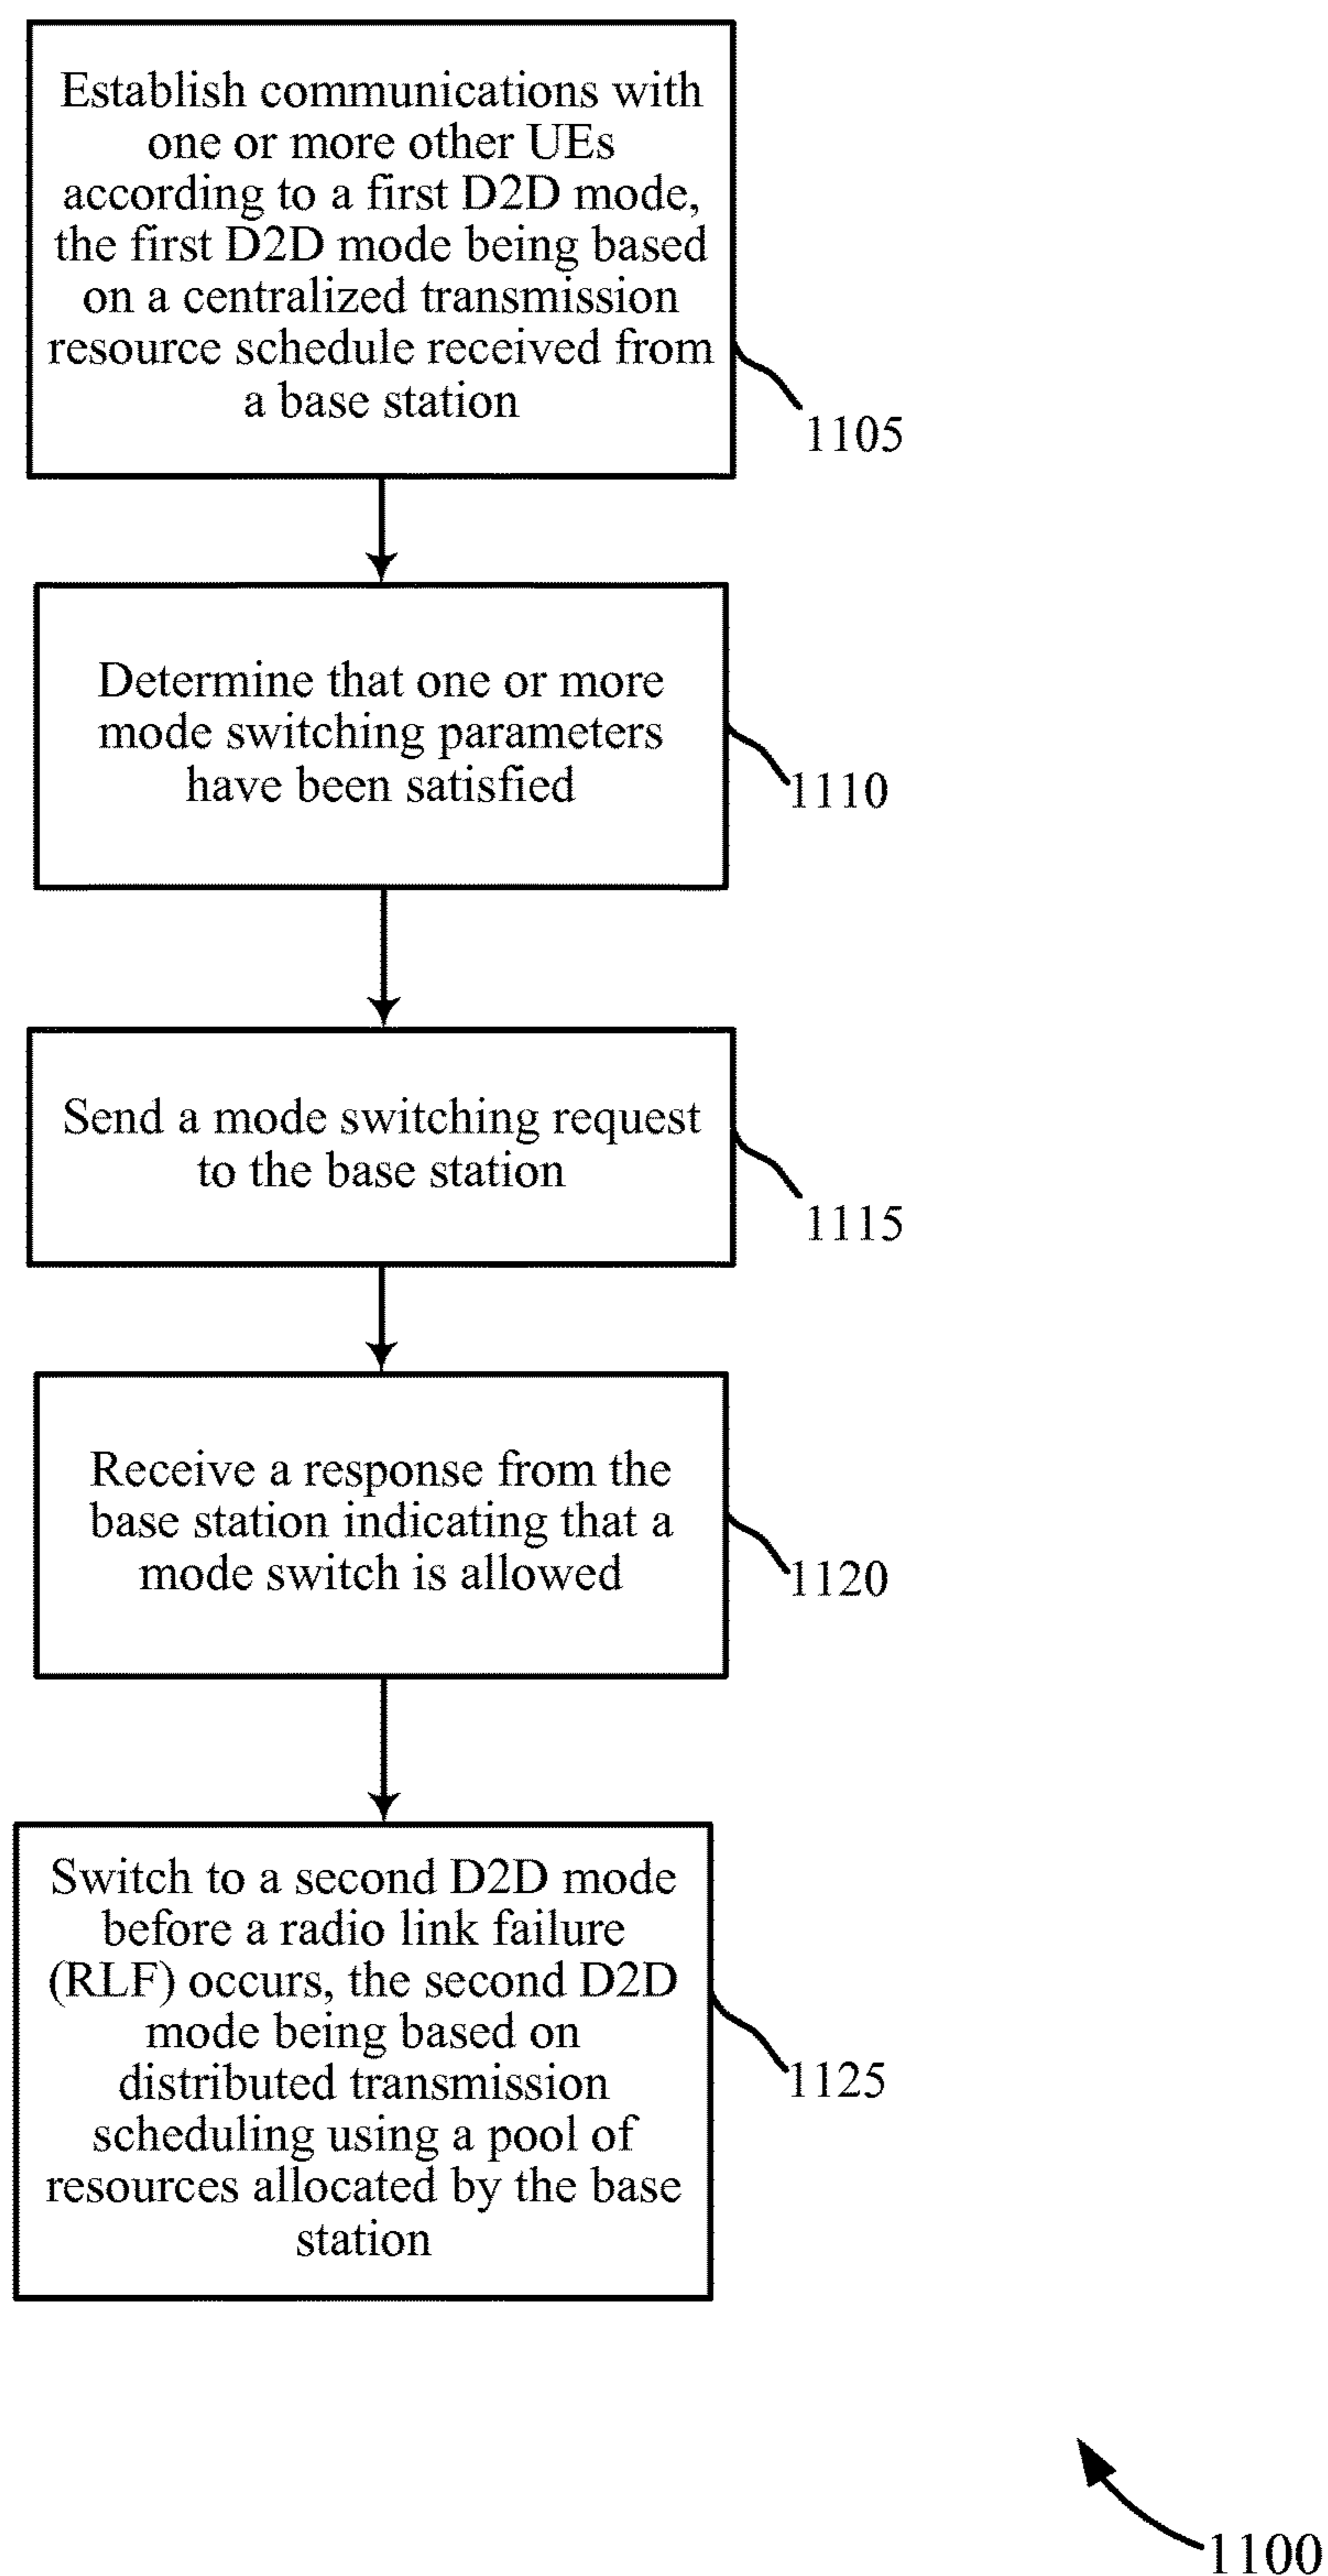 Establish communications with
one or more other UEs
according to a first D2D mode,
the first D2D mode being based
on a centralized transmission
resource schedule received from
a base station
1105
Determine that one or more
mode switching parameters
have been satisfied
1110
Send a mode switching request
to the base station
1115
Receive a response from the
base station indicating that a
mode switch is allowed
1120
Switch to a second D2D mode
before a radio link failure
(RLF) occurs, the second D2D
mode being based on
distributed transmission
scheduling using a pool of
resources allocated by the base
station
1125
1100